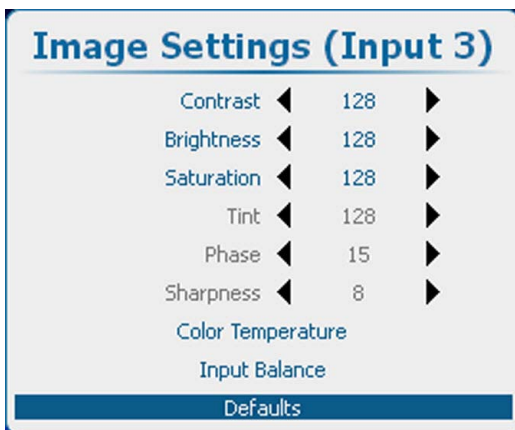 Image Settings (Input 3)
Contrast 128
Brightness 128
Saturation 128
Tint 128
Phase 15
Sharpness 8
Color Temperature
Input Balance
Defaults